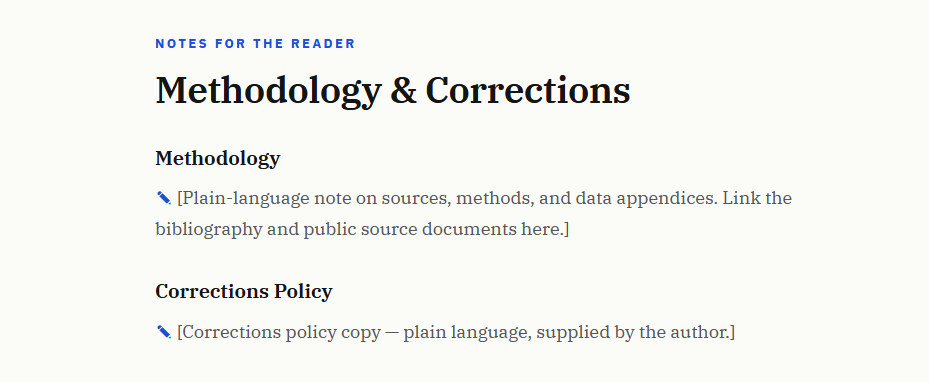 NOTES FOR THE READER
Methodology & Corrections
Methodology
[Plain-language note on sources, methods, and data appendices. Link the
bibliography and public source documents here.]
Corrections Policy
[Corrections policy copy — plain language, supplied by the author.]